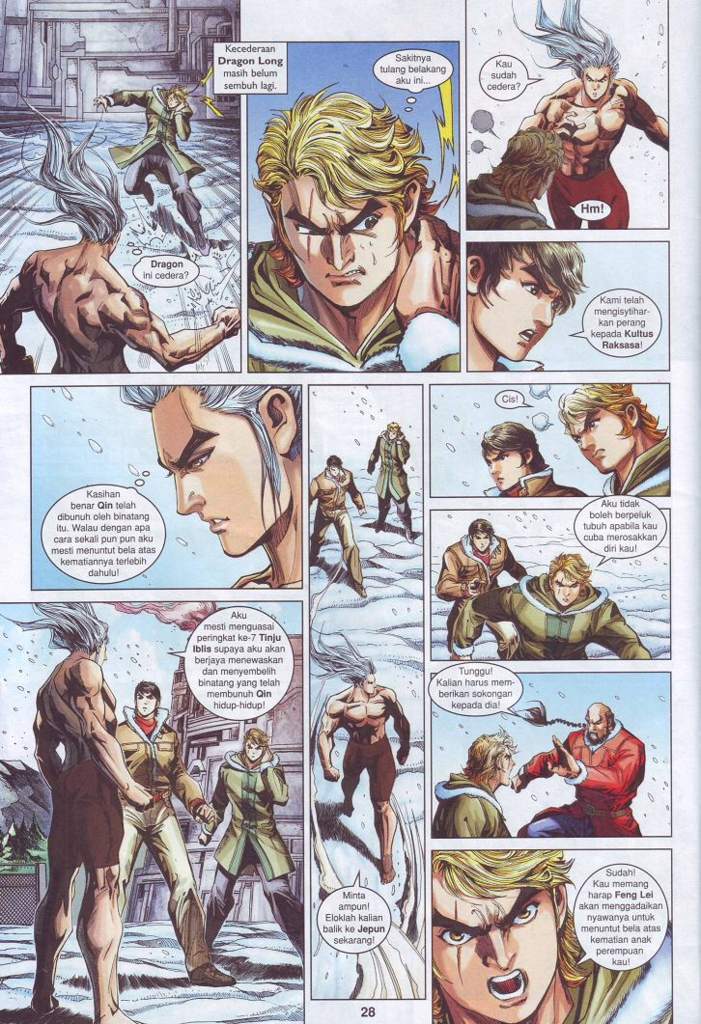 Dragon
ini cedera?
Kecederaan
Dragon Long
masih belum
sembuh lagi.
Sakitnya
tulang belakang
aku ini...
Kau
sudah
cedera?
Hm!
Kami telah
mengisytihar-
kan perang
kepada Kultus
Raksasa!
Kasihan
benar Qin telah
dibunuh oleh binatang
itu. Walau dengan apa
cara sekali pun pun aku
mesti menuntut bela atas
kematiannya terlebih
dahulu!
Cis!
Aku tidak
boleh berpeluk
tubuh apabila kau
cuba merosakkan
diri kau!
Aku
mesti menguasai
peringkat ke-7 Tinju
Iblis supaya aku akan
berjaya menewaskan
dan menyembelih
binatang yang telah
membunuh Qin
hidup-hidup!
Minta
ampun!
Eloklah kalian
balik ke Jepun
sekarang!
Tunggu!
Kalian harus mem-
berikan sokongan
kepada dia!
Sudah!
Kau memang
harap Feng Lei
akan menggadaikan
nyawanya untuk
menuntut bela atas
kematian anak
perempuan
kau!
28